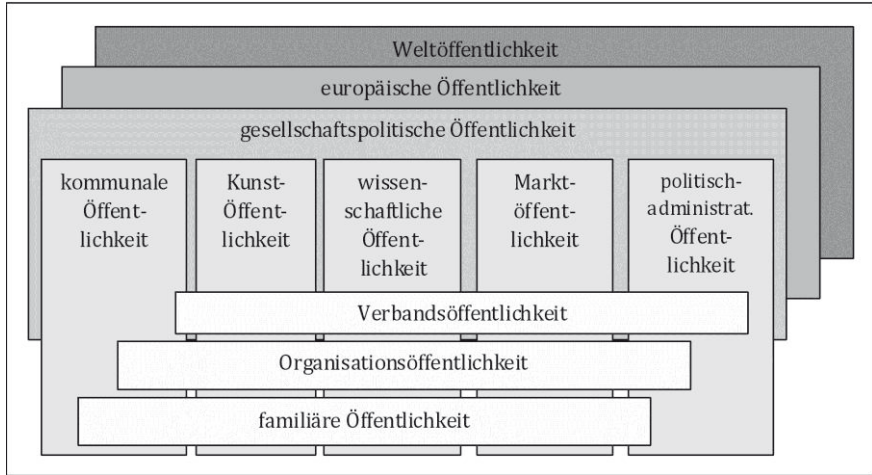 Weltöffentlichkeit
europäische Öffentlichkeit
gesellschaftspolitische Öffentlichkeit
kommunale
Öffent-
lichkeit
Kunst-
Öffent-
lichkeit
wissen-
schaftliche
Öffent-
lichkeit
Markt-
öffent-
lichkeit
politisch-
administrat.
Öffent-
lichkeit
Verbandsöffentlichkeit
Organisationsöffentlichkeit
familiäre Öffentlichkeit